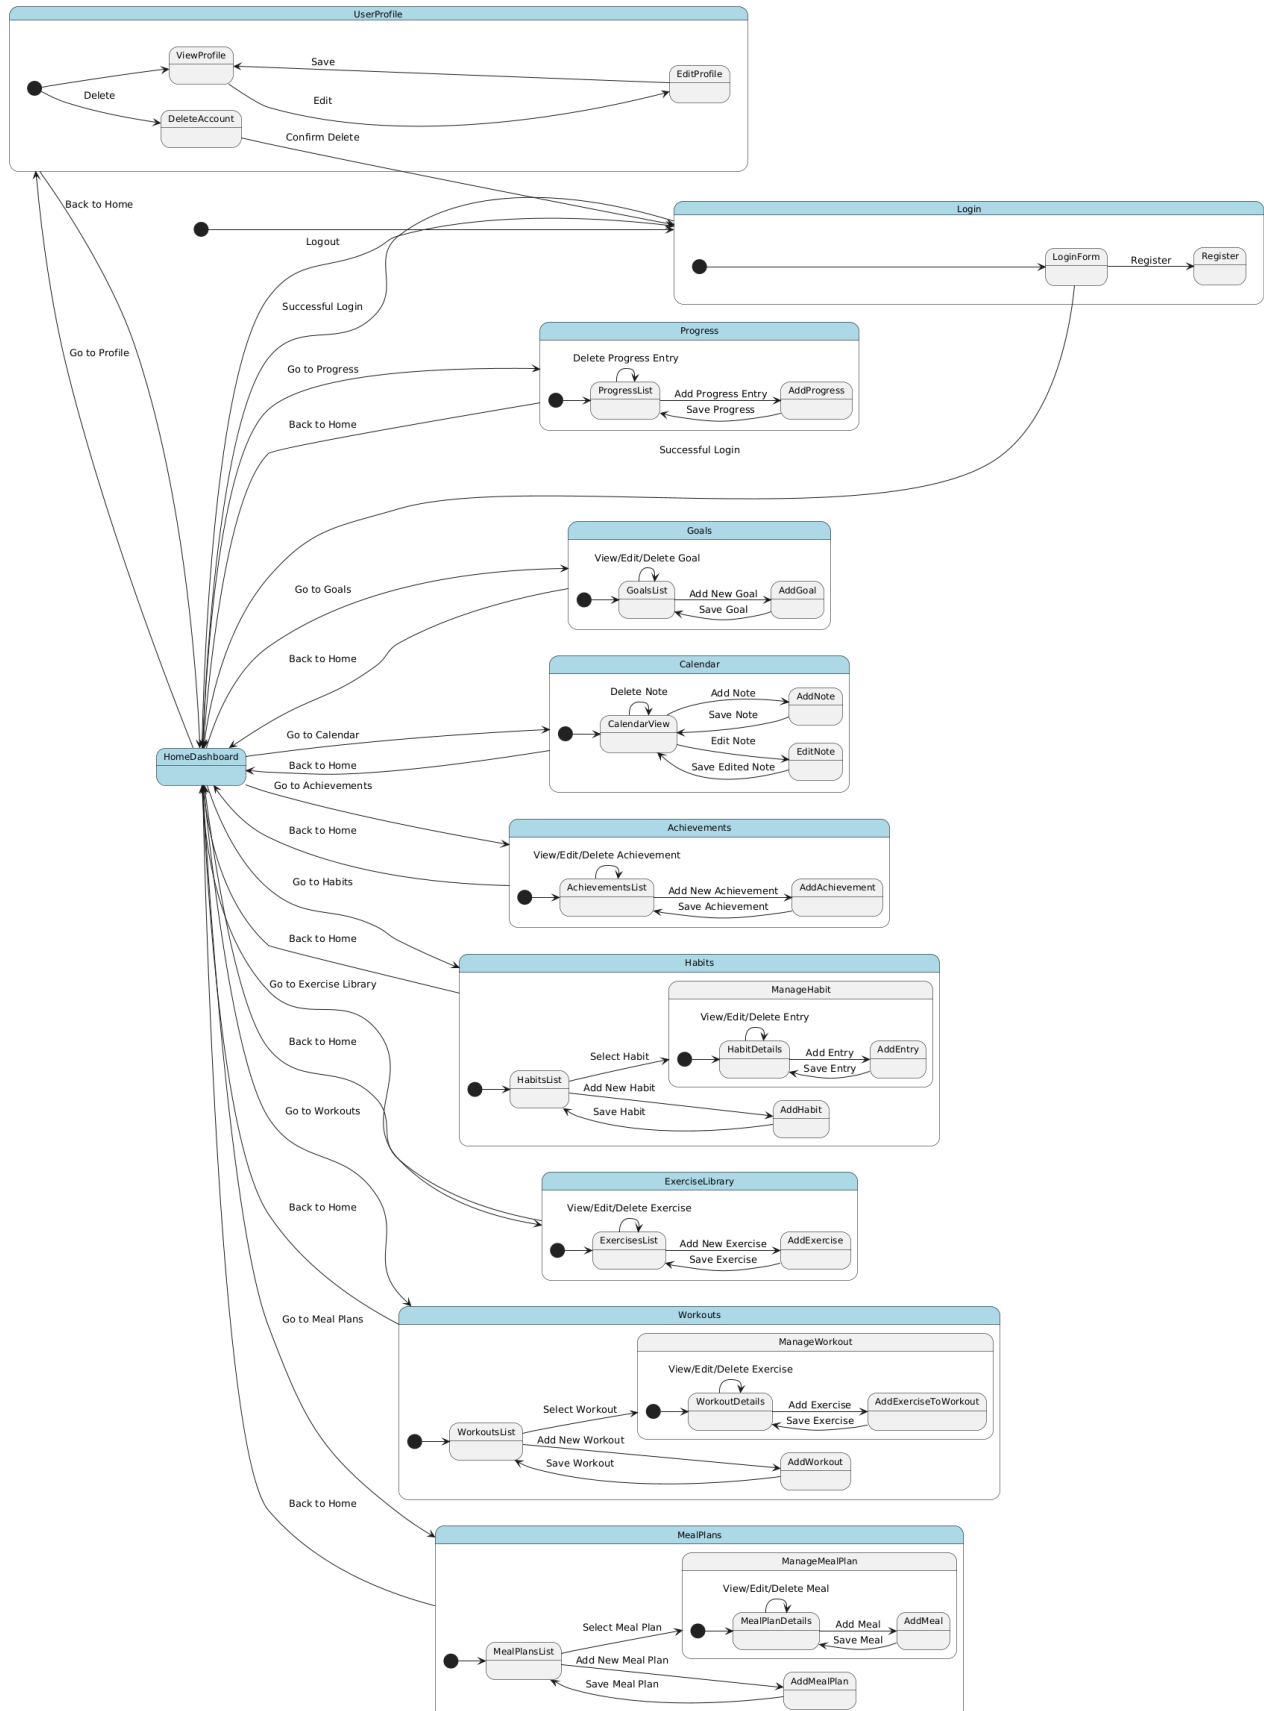 UserProfile
ViewProfile
Save
EditProfile
Delete
Edit
DeleteAccount
Confirm Delete
Back to Home
Login
Logout
LoginForm
Register
Register
Successful Login
Go to Profile
Progress
Delete Progress Entry
Go to Progress
ProgressList
Add Progress Entry
AddProgress
Save Progress
Back to Home
Successful Login
Goals
View/Edit/Delete Goal
Go to Goals
GoalsList
Add New Goal
AddGoal
Save Goal
Back to Home
Calendar
Delete Note
Add Note
AddNote
Save Note
CalendarView
Go to Calendar
Edit Note
EditNote
Save Edited Note
HomeDashboard
Back to Home
Go to Achievements
Achievements
Back to Home
View/Edit/Delete Achievement
AchievementsList
Add New Achievement
AddAchievement
Save Achievement
Go to Habits
Back to Home
Habits
ManageHabit
Go to Exercise Library
View/Edit/Delete Entry
HabitDetails
Add Entry
AddEntry
Save Entry
Back to Home
Select Habit
HabitsList
Add New Habit
AddHabit
Save Habit
Go to Workouts
ExerciseLibrary
View/Edit/Delete Exercise
Back to Home
ExercisesList
Add New Exercise
AddExercise
Save Exercise
Go to Meal Plans
Workouts
ManageWorkout
View/Edit/Delete Exercise
WorkoutDetails
Add Exercise
AddExerciseToWorkout
Save Exercise
Select Workout
WorkoutsList
Add New Workout
AddWorkout
Save Workout
Back to Home
MealPlans
ManageMealPlan
View/Edit/Delete Meal
MealPlanDetails
Add Meal
AddMeal
Save Meal
Select Meal Plan
MealPlansList
Add New Meal Plan
AddMealPlan
Save Meal Plan